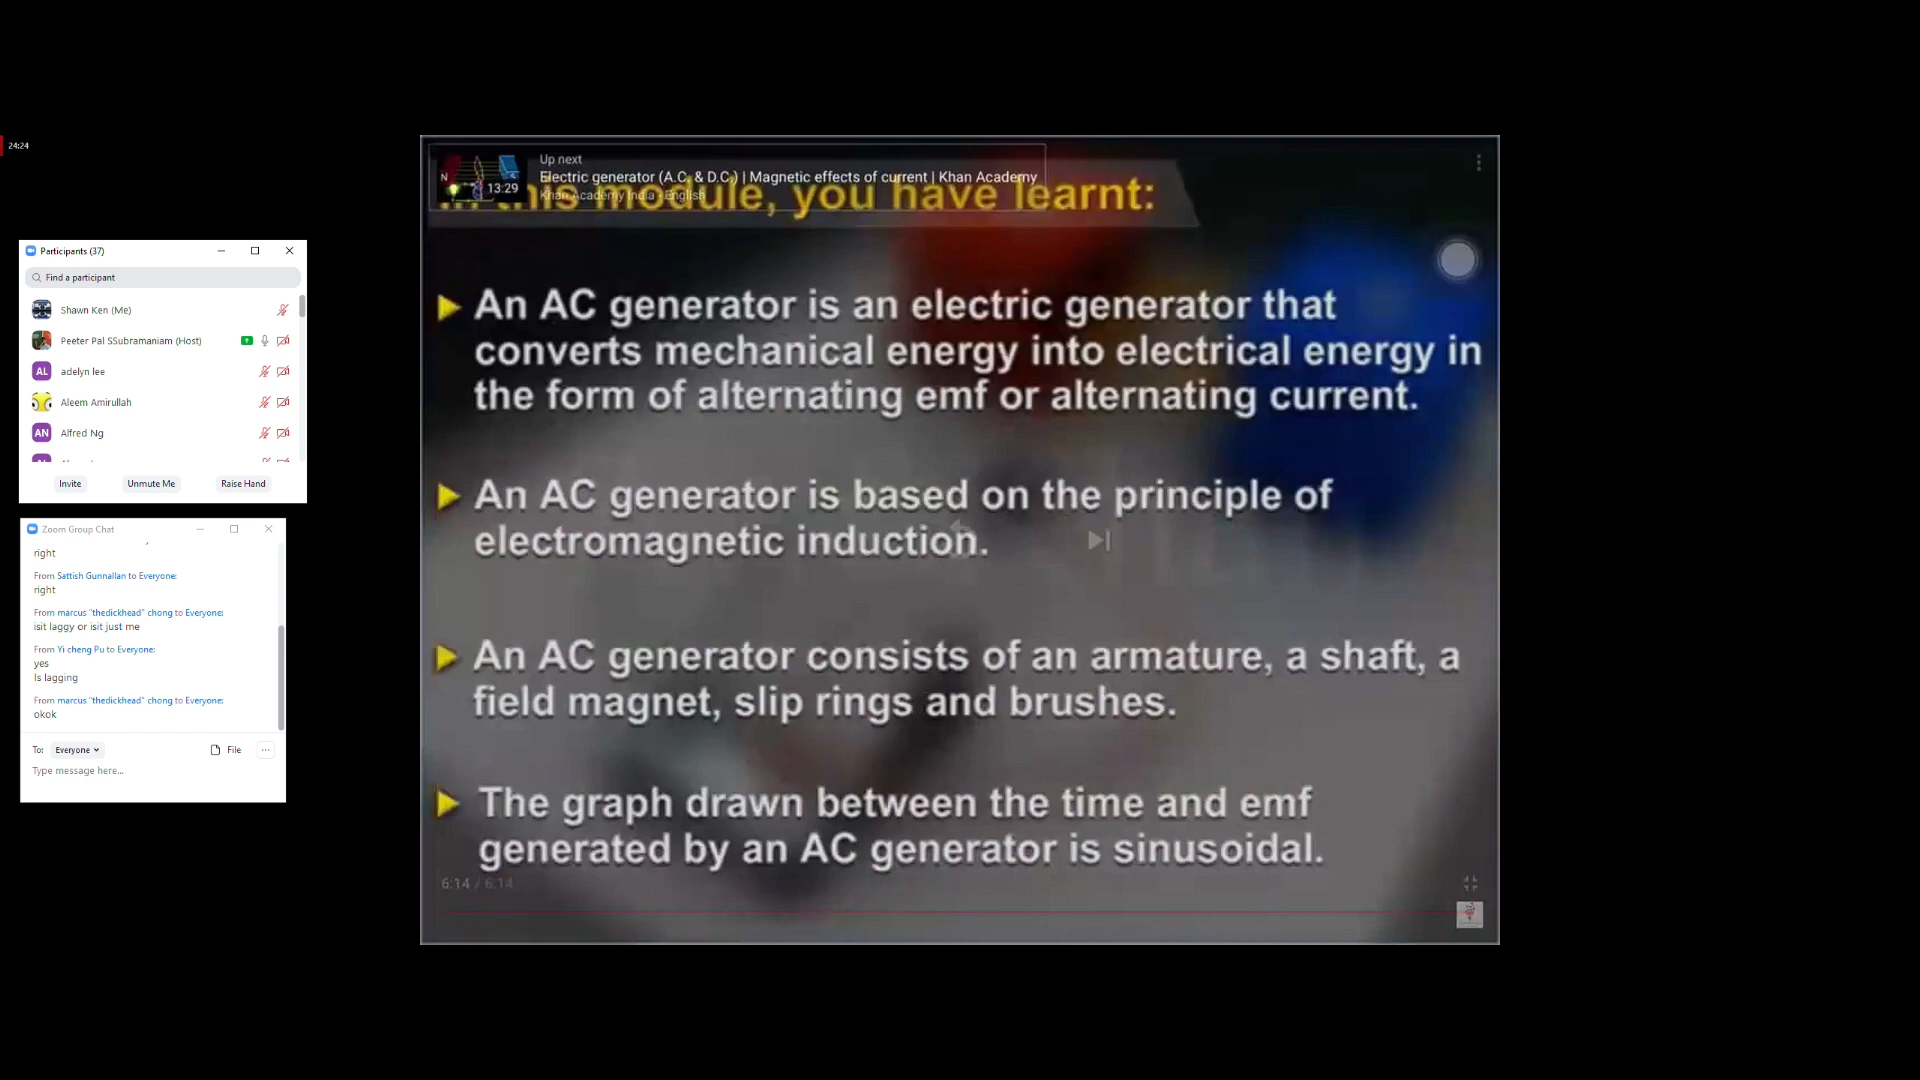 24:24
Participants (37)
Find a participant
Shawn Ken (Me)
Peeter Pal SSubramaniam (Host)
AL adelyn lee
Aleem Amirullah
AN Alfred Ng
Invite Unmute Me Raise Hand
Zoom Group Chat
right
From Sattish Gunnallan to Everyone:
right
From marcus "thedickhead" chong to Everyone:
isit laggy or isit just me
From Yi cheng Pu to Everyone:
yes
Is lagging
From marcus "thedickhead" chong to Everyone:
okok
To: Everyone File ...
Type message here...
Up next
N S 13:29 Electric generator (A.C. & D.C.) | Magnetic effects of current | Khan Academy
Khan Academy India - English
In this module, you have learnt:
An AC generator is an electric generator that
converts mechanical energy into electrical energy in
the form of alternating emf or alternating current.
An AC generator is based on the principle of
electromagnetic induction.
An AC generator consists of an armature, a shaft, a
field magnet, slip rings and brushes.
The graph drawn between the time and emf
generated by an AC generator is sinusoidal.
6:14 / 6:14